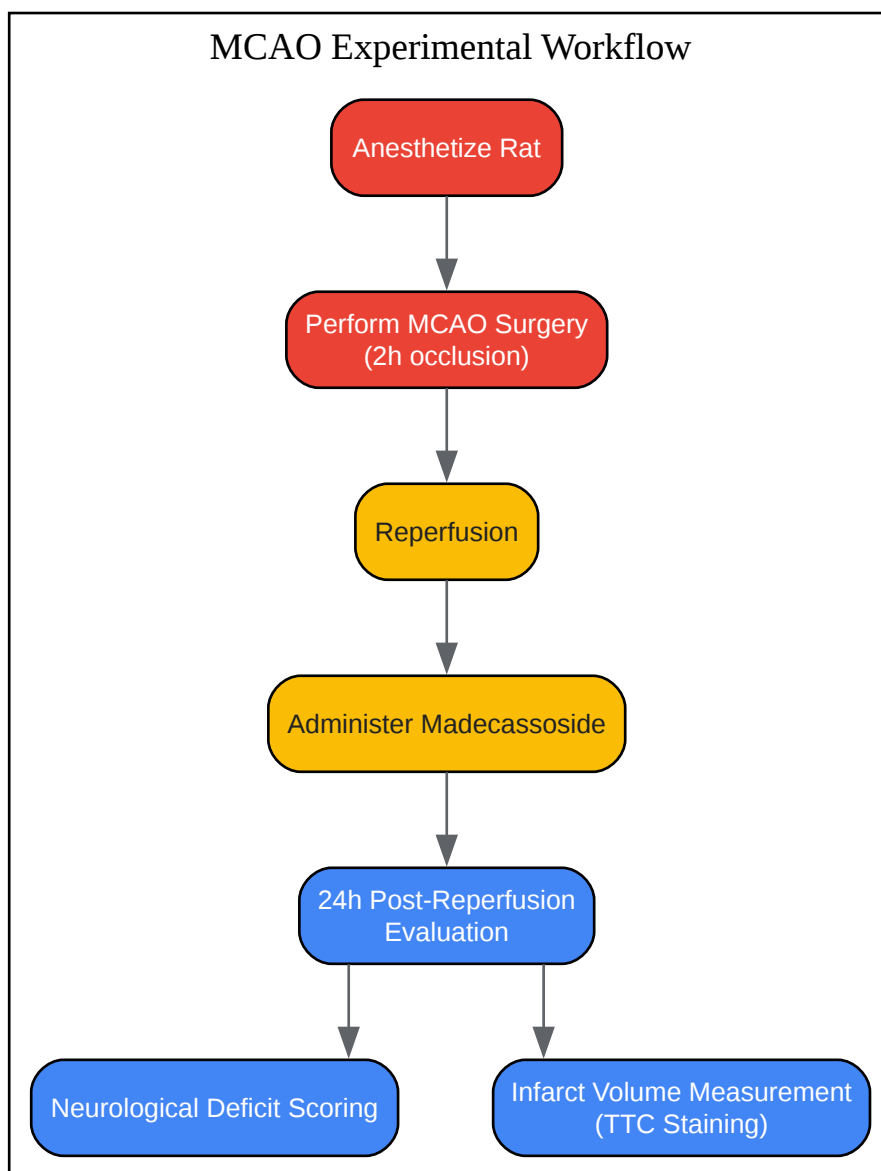 MCAO Experimental Workflow
Anesthetize Rat
Perform MCAO Surgery
(2h occlusion)
Reperfusion
Administer Madecassoside
24h Post-Reperfusion
Evaluation
Neurological Deficit Scoring
Infarct Volume Measurement
(TTC Staining)